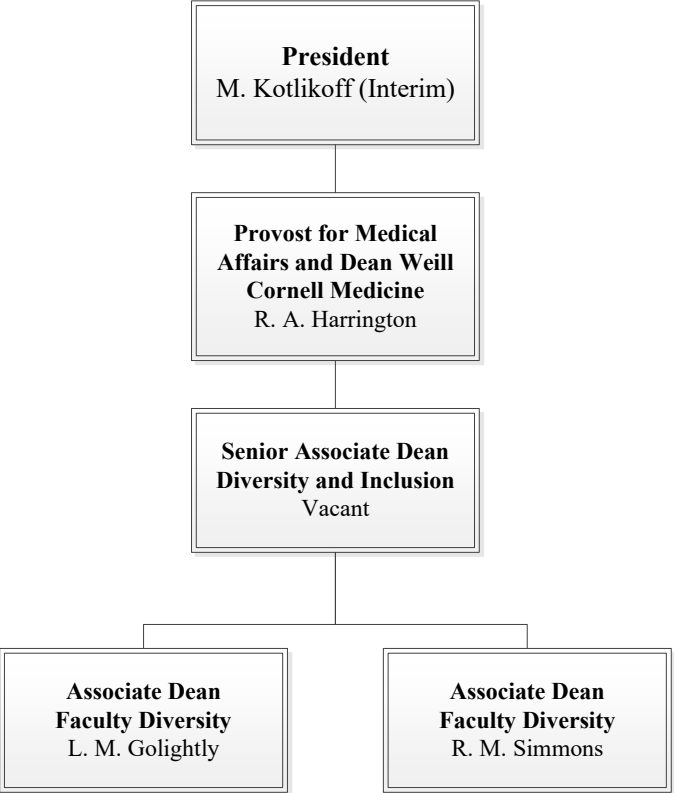 President
M. Kotlikoff (Interim)
Provost for Medical
Affairs and Dean Weill
Cornell Medicine
R. A. Harrington
Senior Associate Dean
Diversity and Inclusion
Vacant
Associate Dean
Faculty Diversity
L. M. Golightly
Associate Dean
Faculty Diversity
R. M. Simmons